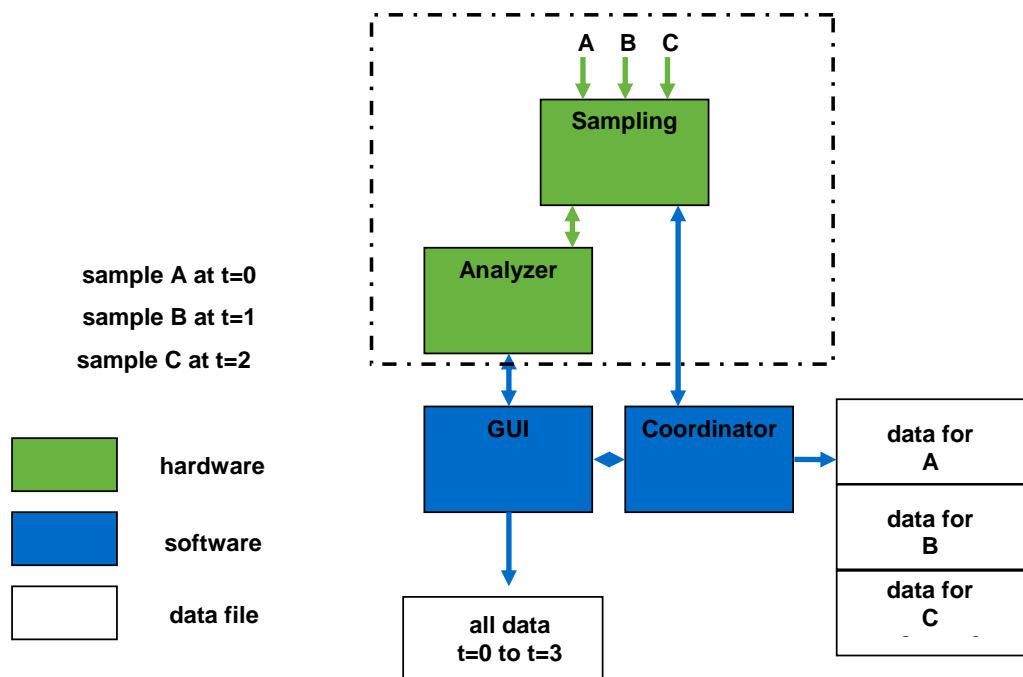 A B C
Sampling
Analyzer
sample A at t=0
sample B at t=1
sample C at t=2
GUI
Coordinator
data for
A
hardware
data for
B
software
data for
C
data file
all data
t=0 to t=3